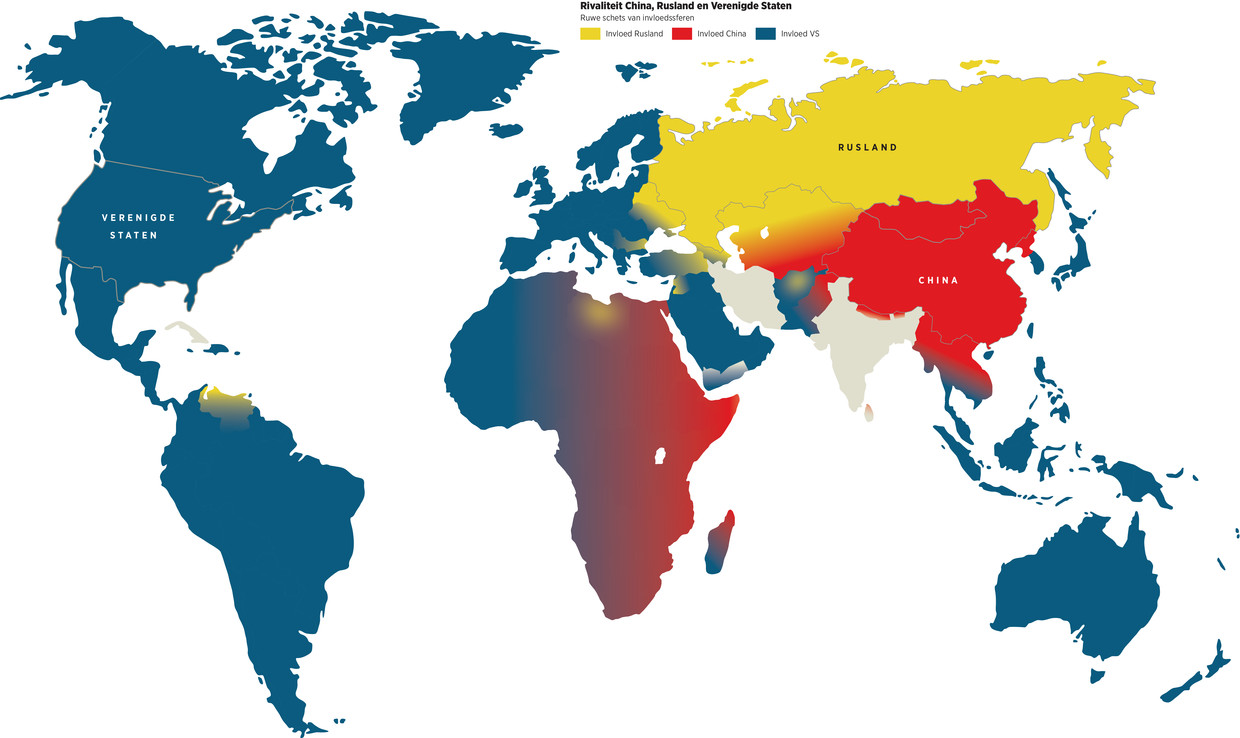 Rivaliteit China, Rusland en Verenigde Staten
Ruwe schets van invloedssferen
Invloed Rusland Invloed China Invloed VS
RUSLAND
VERENIGDE
STATEN
CHINA